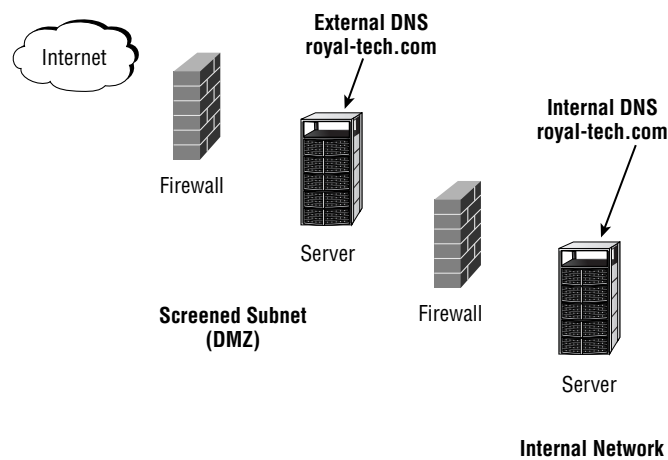 External DNS
royal-tech.com
Internet
Internal DNS
royal-tech.com
Firewall
Server
Screened Subnet
(DMZ)
Firewall
Server
Internal Network